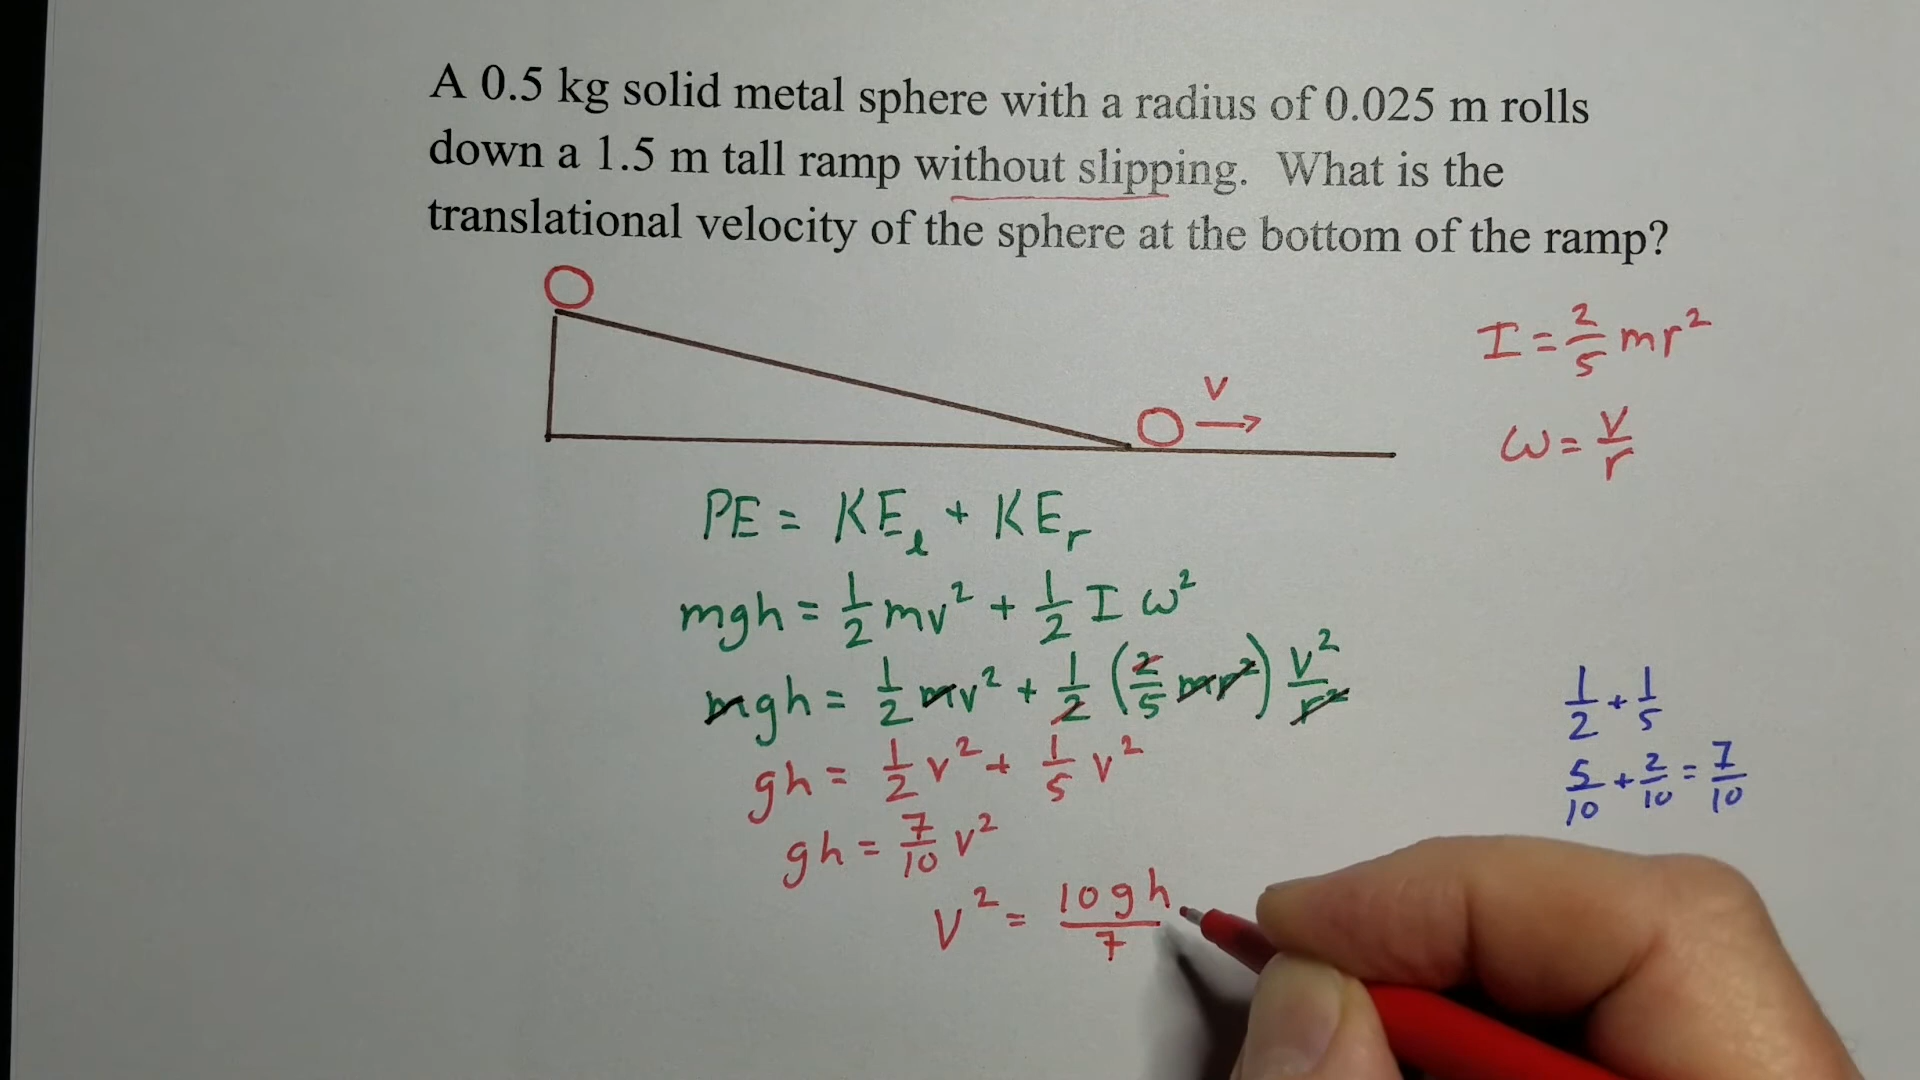 A 0.5 kg solid metal sphere with a radius of 0.025 m rolls
down a 1.5 m tall ramp without slipping. What is the
translational velocity of the sphere at the bottom of the ramp?
I = 2/5 mr²
V
ω = V/r
PE = KE_l + KE_r
mgh = 1/2 mv² + 1/2 I ω²
mgh = 1/2 mv² + 1/2 (2/5 mr²) V²/r²
gh = 1/2 v² + 1/5 v²
gh = 7/10 v²
V² = 10gh/7
1/2 + 1/5
5/10 + 2/10 = 7/10